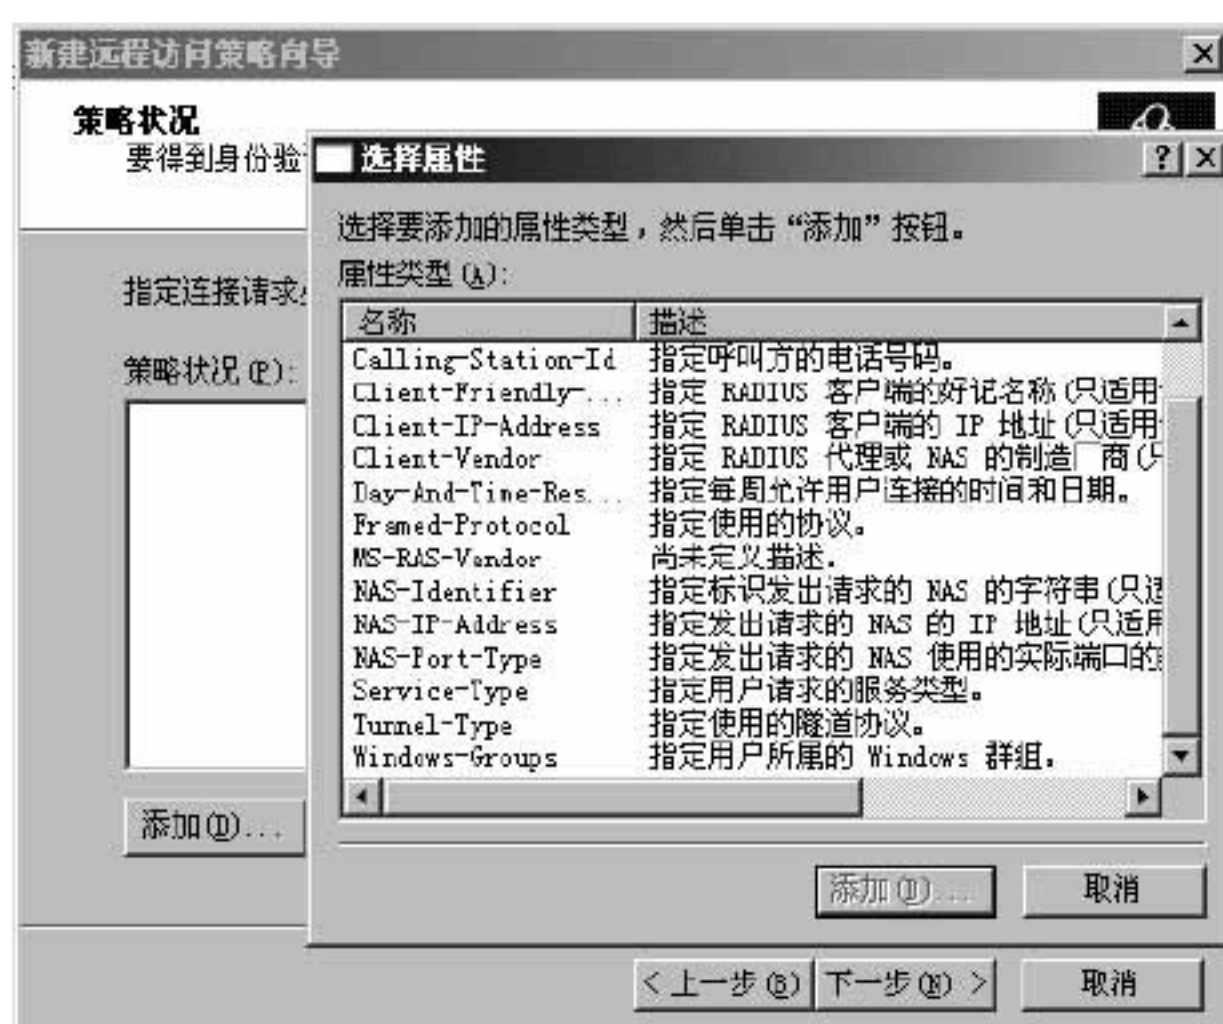 新建远程访问策略向导
策略状况
要得到身份验
选择属性
选择要添加的属性类型，然后单击“添加”按钮。
属性类型(A):
指定连接请求
策略状况(P):
名称 描述
Calling-Station-Id 指定呼叫方的电话号码。
Client-Friendly-... 指定 RADIUS 客户端的好记名称(只适用
Client-IP-Address 指定 RADIUS 客户端的 IP 地址(只适用
Client-Vendor 指定 RADIUS 代理或 NAS 的制造厂商(只
Day-And-Time-Res... 指定每周允许用户连接的时间和日期。
Framed-Protocol 指定使用的协议。
MS-RAS-Vendor 尚未定义描述.
NAS-Identifier 指定标识发出请求的 NAS 的字符串(只适
NAS-IP-Address 指定发出请求的 NAS 的 IP 地址(只适用
NAS-Port-Type 指定发出请求的 NAS 使用的实际端口的
Service-Type 指定用户请求的服务类型。
Tunnel-Type 指定使用的隧道协议。
Windows-Groups 指定用户所属的 Windows 群组.
添加(D)...
添加(D)... 取消
<上一步(B) 下一步(N)> 取消